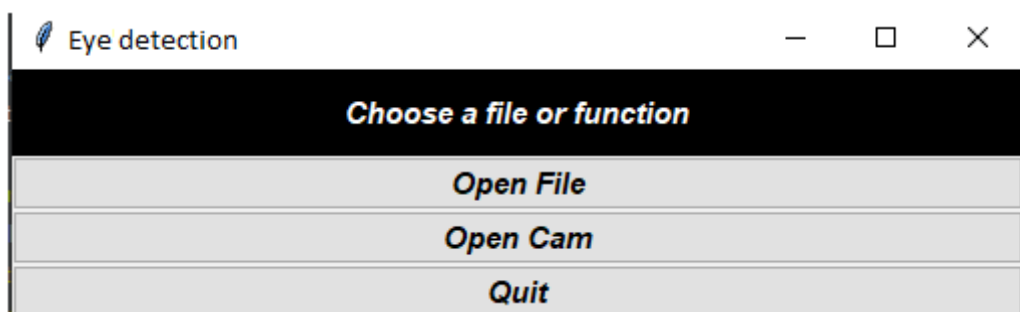 Eye detection
Choose a file or function
Open File
Open Cam
Quit